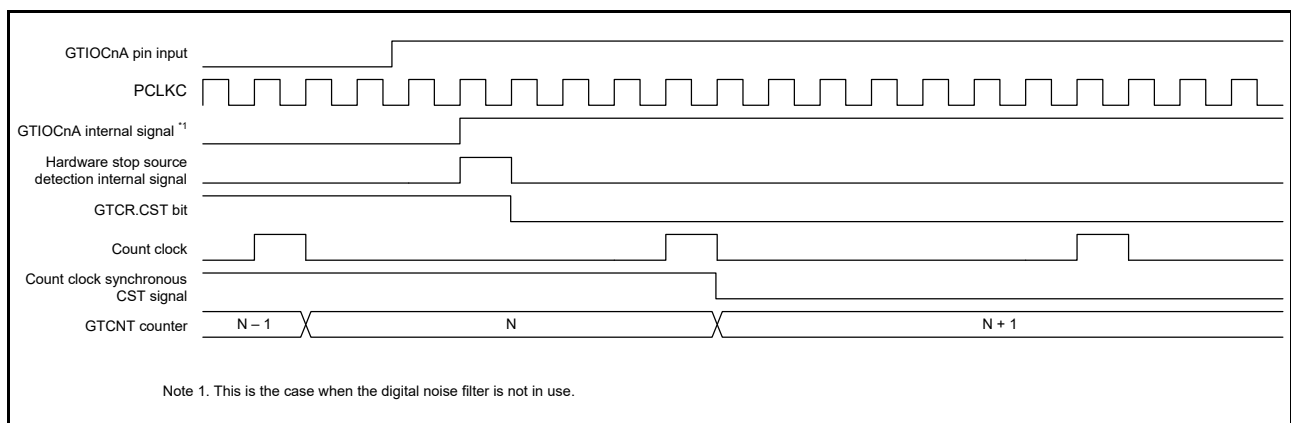 GTIOCnA pin input
PCLKC
GTIOCnA internal signal *1
Hardware stop source
detection internal signal
GTCR.CST bit
Count clock
Count clock synchronous
CST signal
GTCNT counter
N – 1
N
N + 1
Note 1. This is the case when the digital noise filter is not in use.